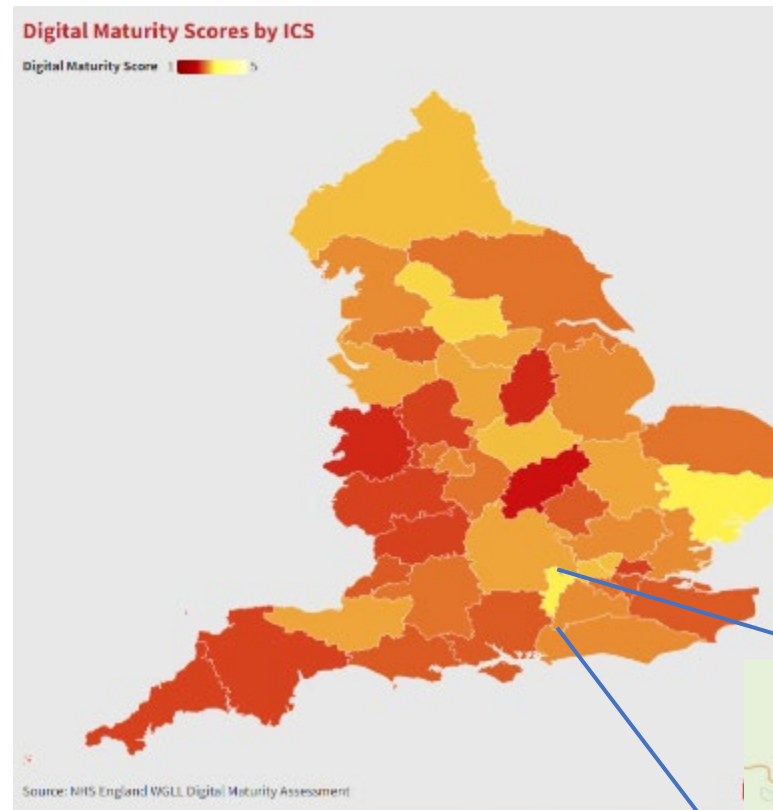 Digital Maturity Scores by ICS
Digital Maturity Score 1 5
Source: NHS England WGLL Digital Maturity Assessment